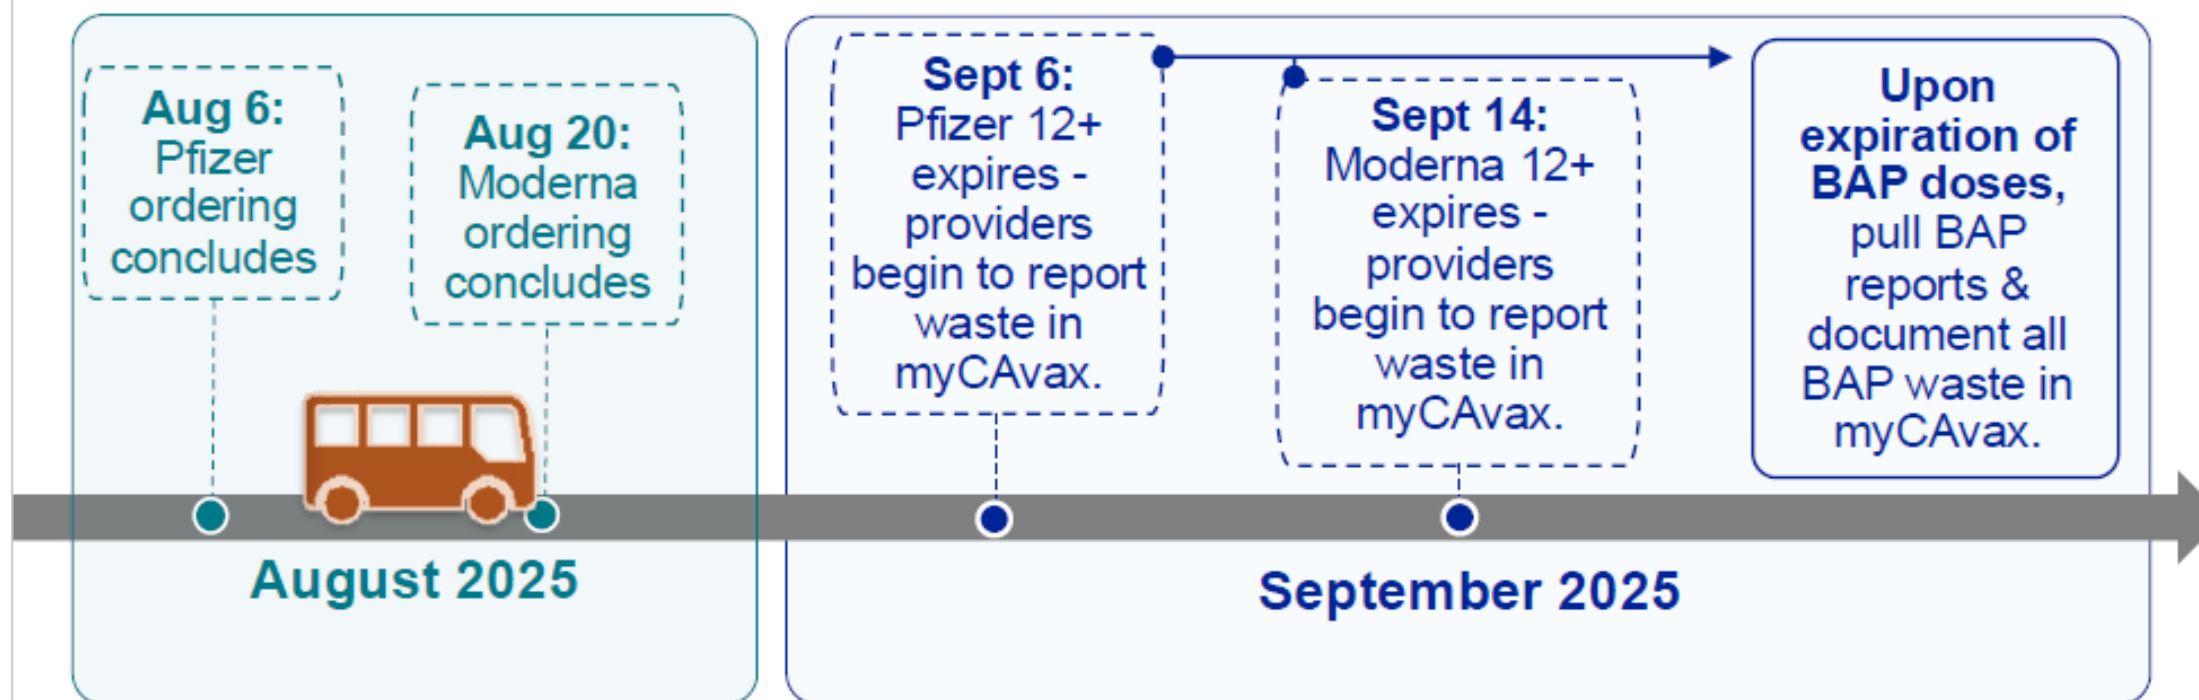 Aug 6:
Pfizer
ordering
concludes
Aug 20:
Moderna
ordering
concludes
Sept 6:
Pfizer 12+
expires -
providers
begin to report
waste in
myCAvax.
Sept 14:
Moderna 12+
expires -
providers
begin to report
waste in
myCAvax.
Upon
expiration of
BAP doses,
pull BAP
reports &
document all
BAP waste in
myCAvax.
August 2025
September 2025